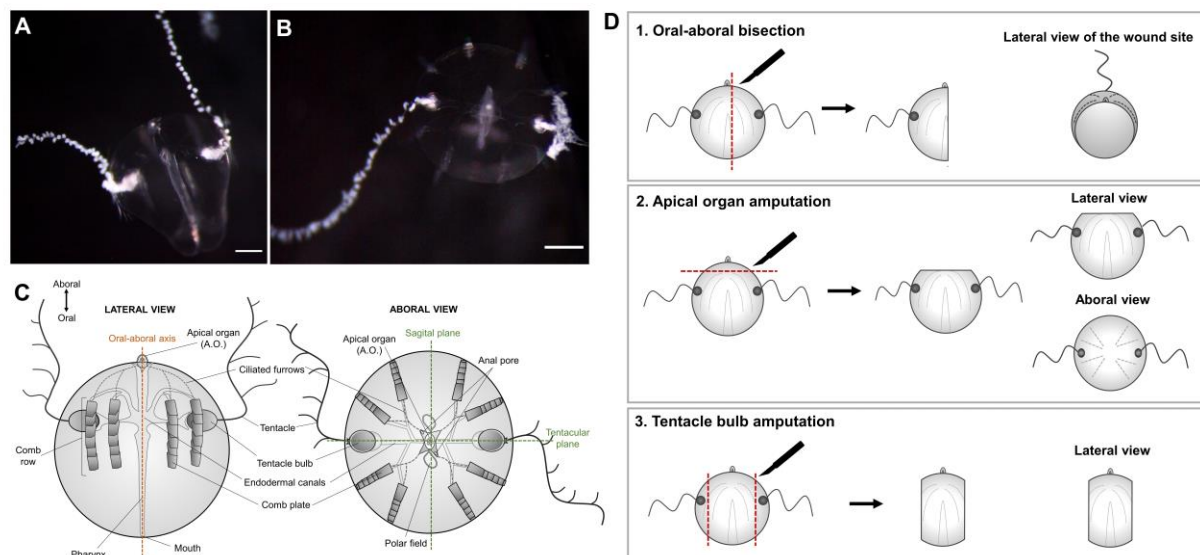 A
B
C
Aboral
Oral
LATERAL VIEW
Oral-aboral axis
Apical organ
(A.O.)
Ciliated furrows
Tentacle
Comb
row
Tentacle bulb
Endodermal canals
Comb plate
Pharynx
Mouth
ABORAL VIEW
Sagital plane
Apical organ
(A.O.)
Anal pore
Tentacular
plane
Polar field
D
1. Oral-aboral bisection
Lateral view of the wound site
2. Apical organ amputation
Lateral view
Aboral view
3. Tentacle bulb amputation
Lateral view